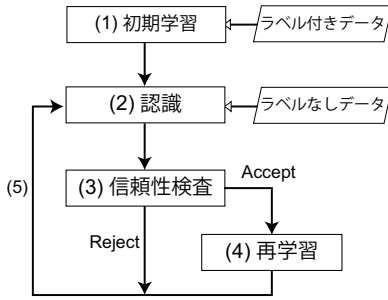 (1) 初期学習
ラベル付きデータ
(2) 認識
ラベルなしデータ
(5)
(3) 信頼性検査
Accept
Reject
(4) 再学習